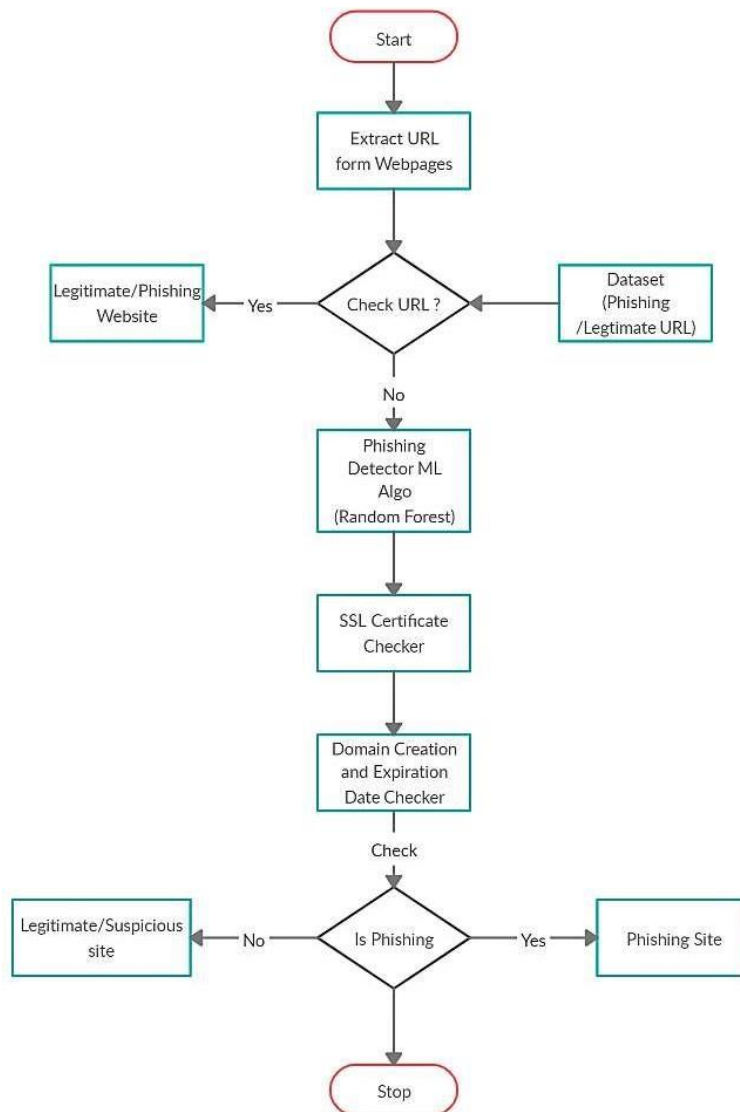 Start
Extract URL
form Webpages
Legitimate/Phishing
Website
Yes
Check URL ?
Dataset
(Phishing
/Legtimate URL)
No
Phishing
Detector ML
Algo
(Random Forest)
SSL Certificate
Checker
Domain Creation
and Expiration
Date Checker
Check
Legitimate/Suspicious
site
No
Is Phishing
Yes
Phishing Site
Stop